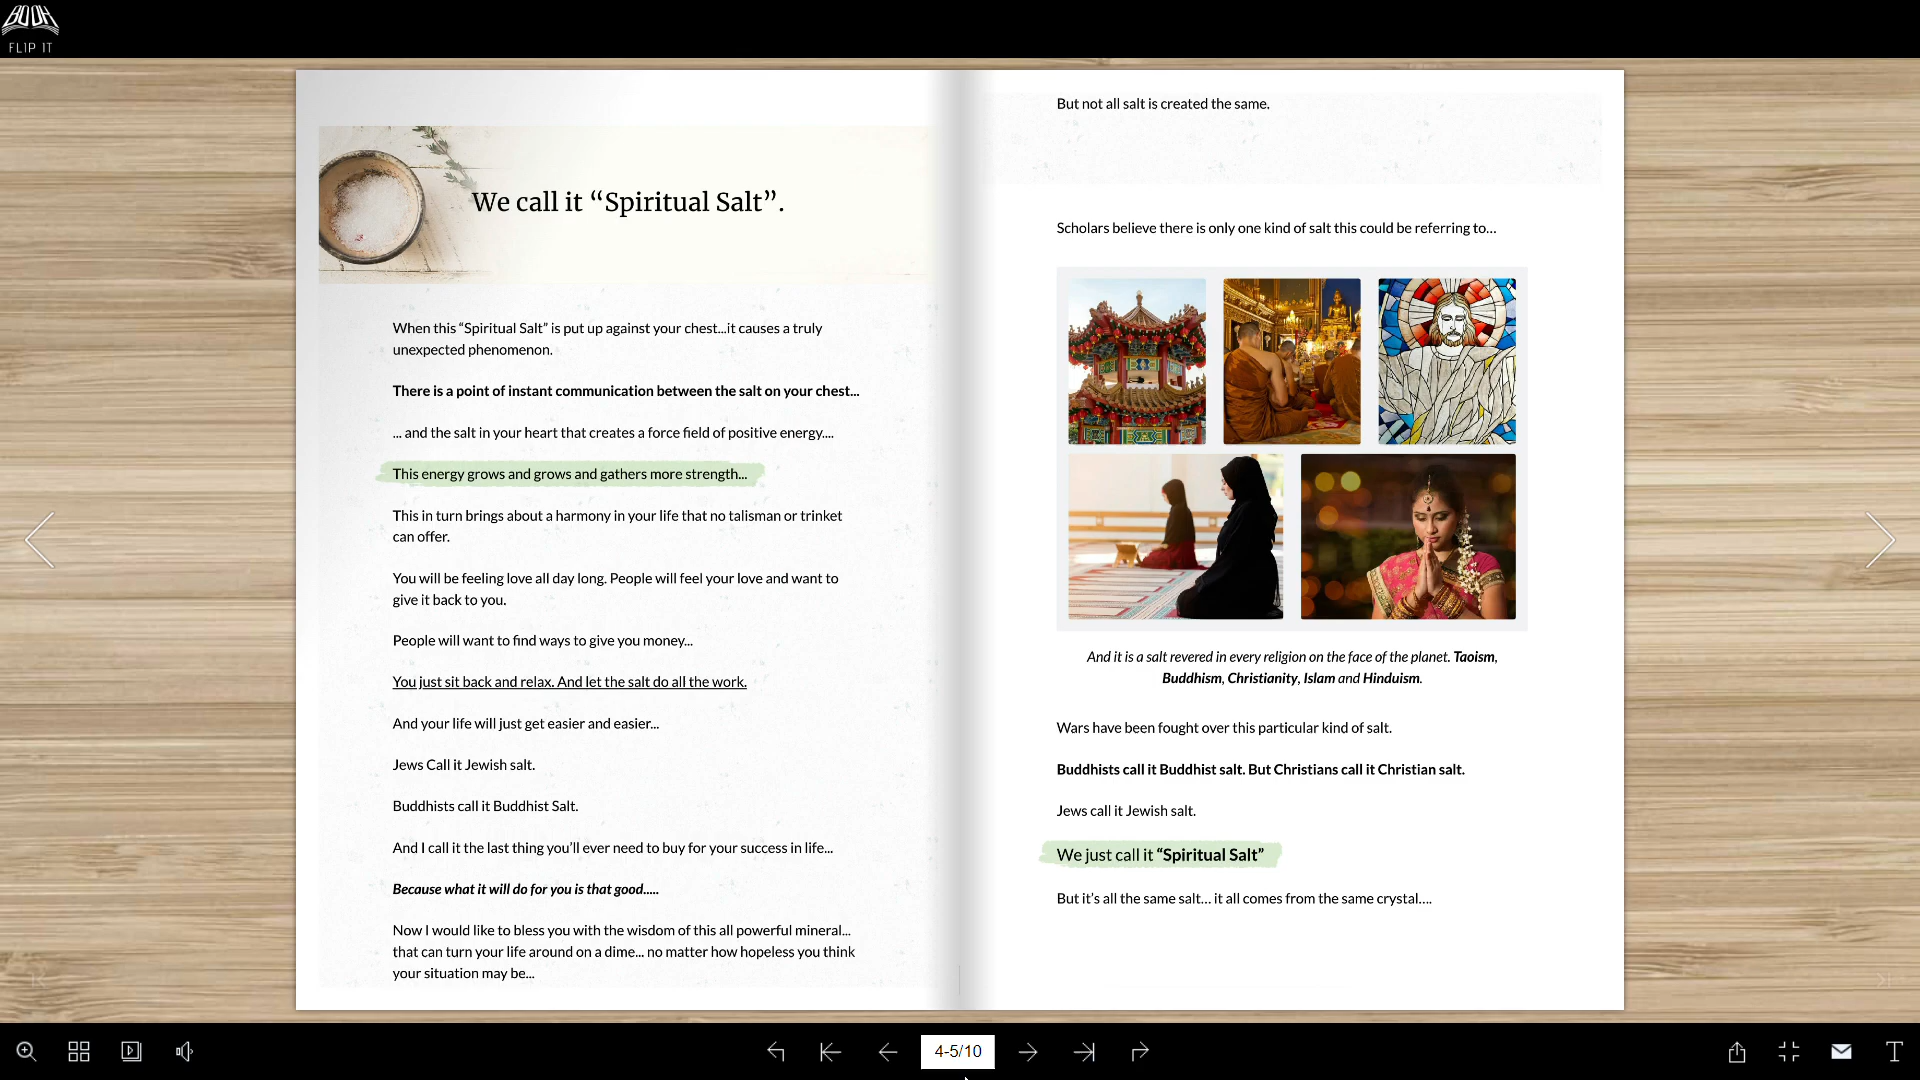 BOOK
FLIP IT
We call it “Spiritual Salt”.
When this “Spiritual Salt” is put up against your chest...it causes a truly
unexpected phenomenon.
There is a point of instant communication between the salt on your chest...
... and the salt in your heart that creates a force field of positive energy....
This energy grows and grows and gathers more strength...
This in turn brings about a harmony in your life that no talisman or trinket
can offer.
You will be feeling love all day long. People will feel your love and want to
give it back to you.
People will want to find ways to give you money...
You just sit back and relax. And let the salt do all the work.
And your life will just get easier and easier...
Jews Call it Jewish salt.
Buddhists call it Buddhist Salt.
And I call it the last thing you’ll ever need to buy for your success in life...
Because what it will do for you is that good.....
Now I would like to bless you with the wisdom of this all powerful mineral...
that can turn your life around on a dime... no matter how hopeless you think
your situation may be...
But not all salt is created the same.
Scholars believe there is only one kind of salt this could be referring to...
And it is a salt revered in every religion on the face of the planet. Taoism,
Buddhism, Christianity, Islam and Hinduism.
Wars have been fought over this particular kind of salt.
Buddhists call it Buddhist salt. But Christians call it Christian salt.
Jews call it Jewish salt.
We just call it “Spiritual Salt”
But it’s all the same salt... it all comes from the same crystal....
4-5/10